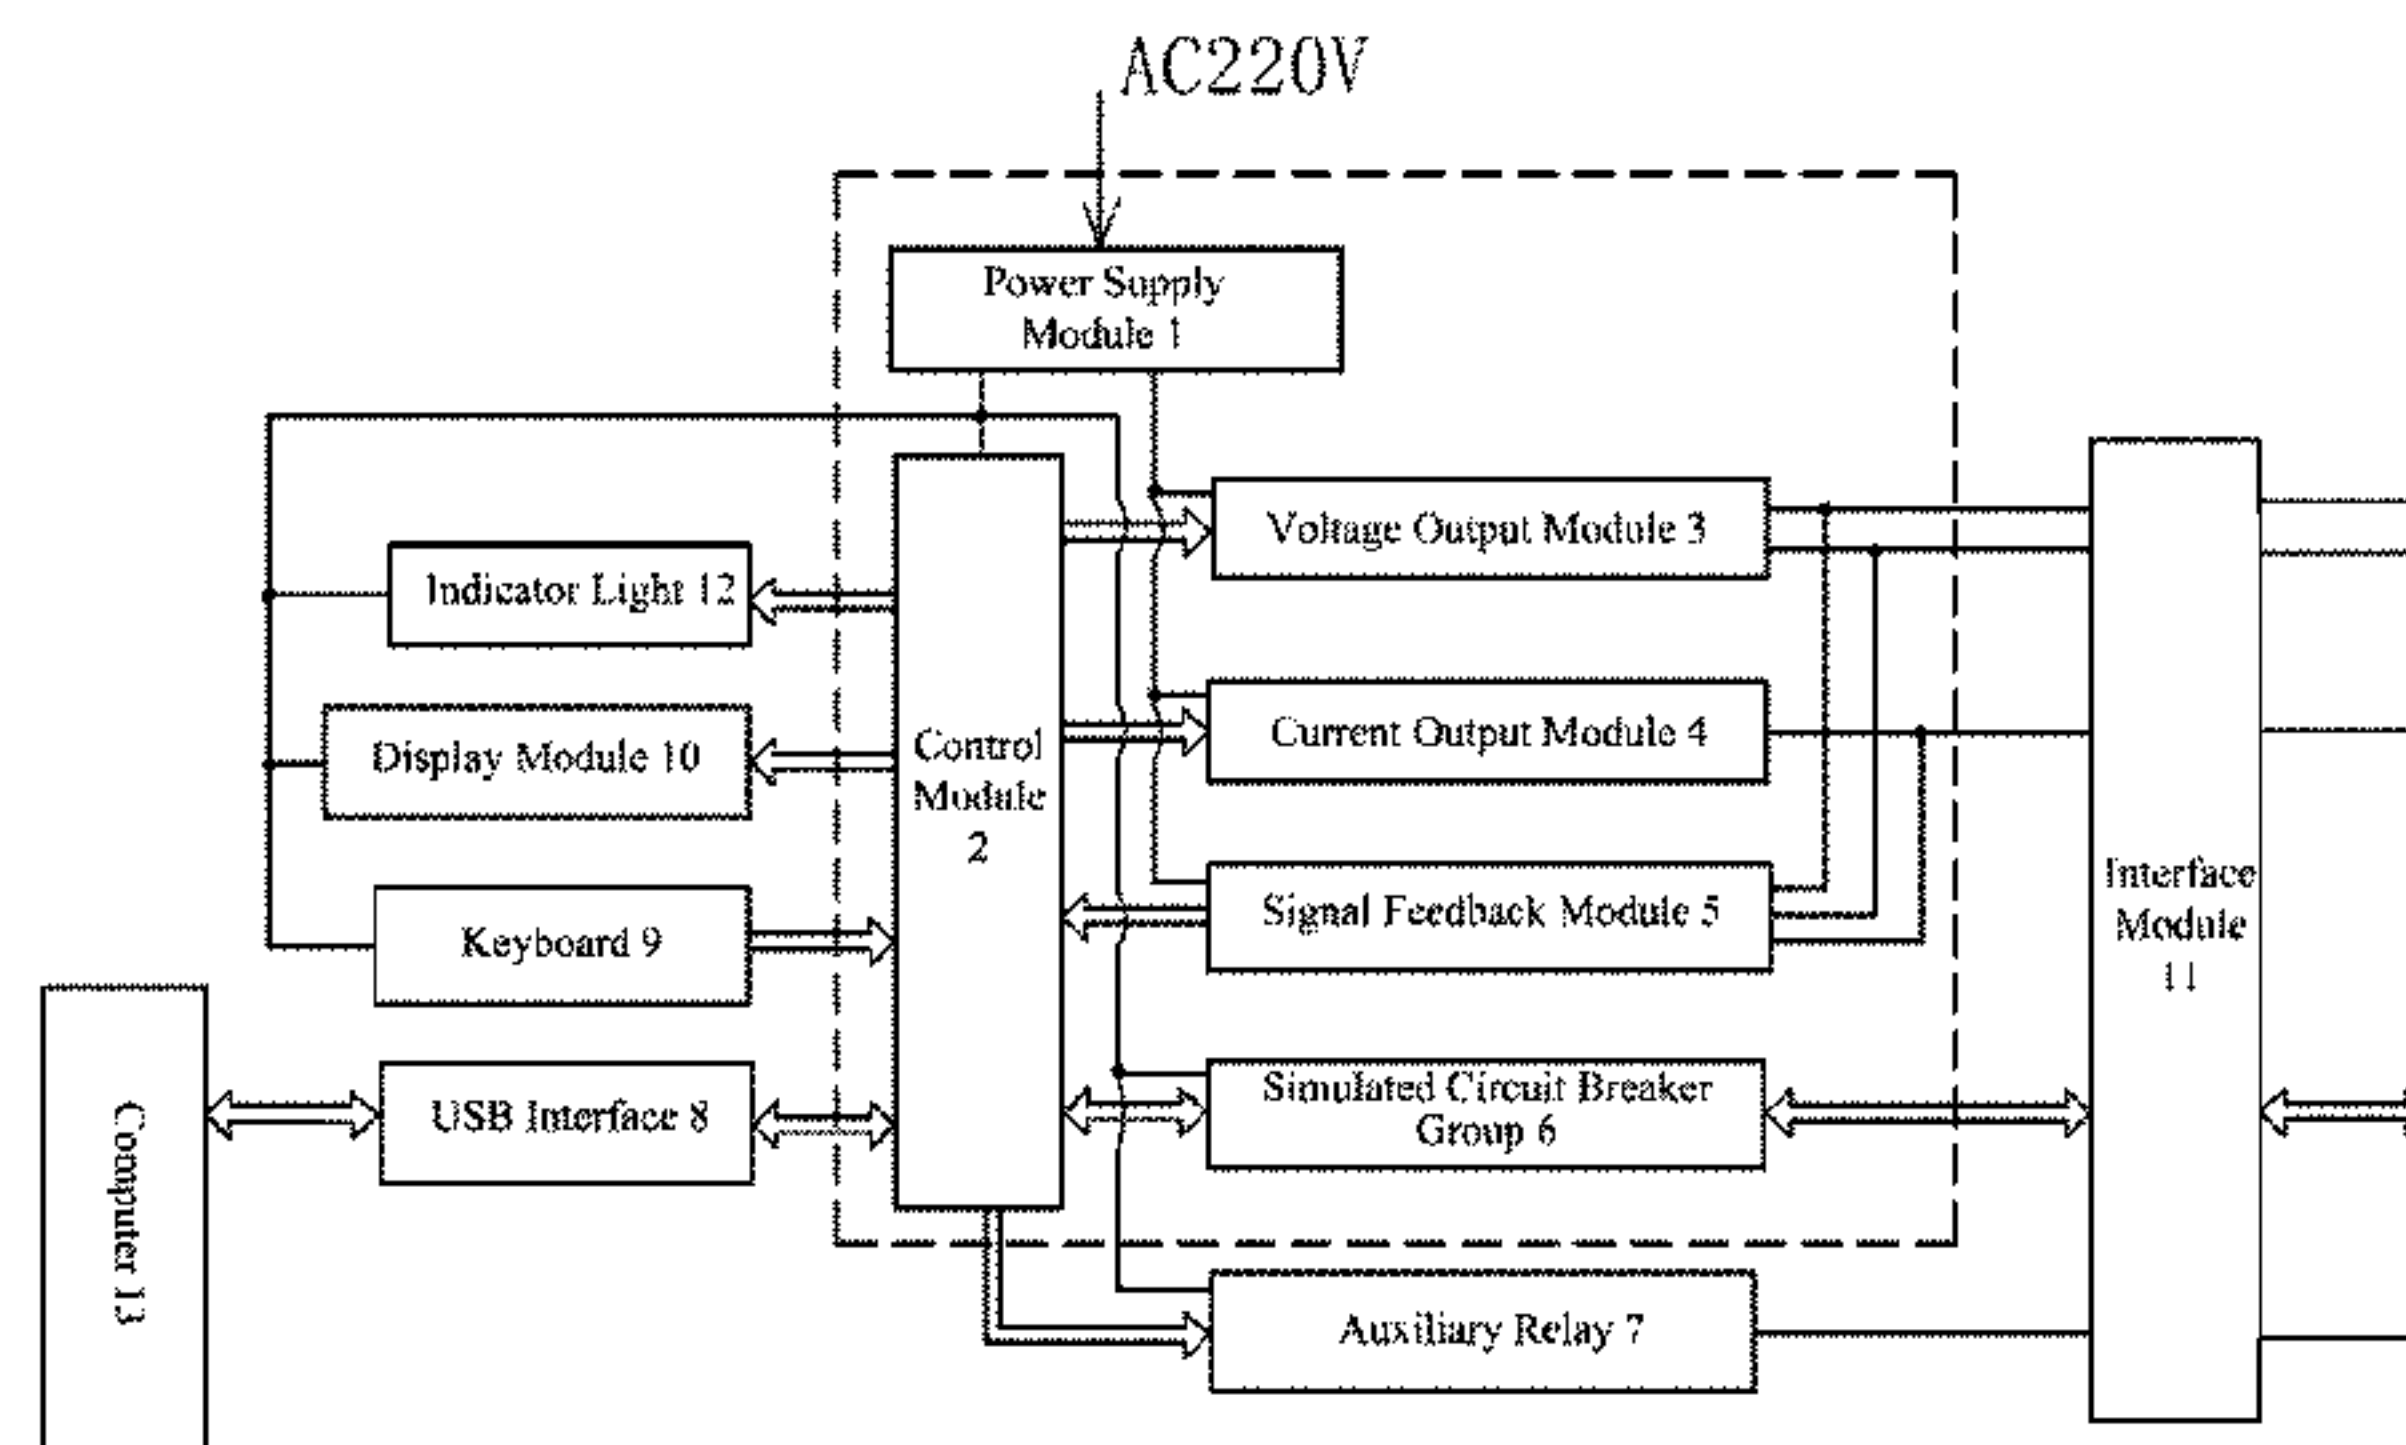 AC220V
Power Supply
Module 1
Voltage Output Module 3
Indicator Light 12
Current Output Module 4
Display Module 10
Control
Module
2
Signal Feedback Module 5
Interface
Module
11
Keyboard 9
Simulated Circuit Breaker
Group 6
USB Interface 8
Computer 13
Auxiliary Relay 7